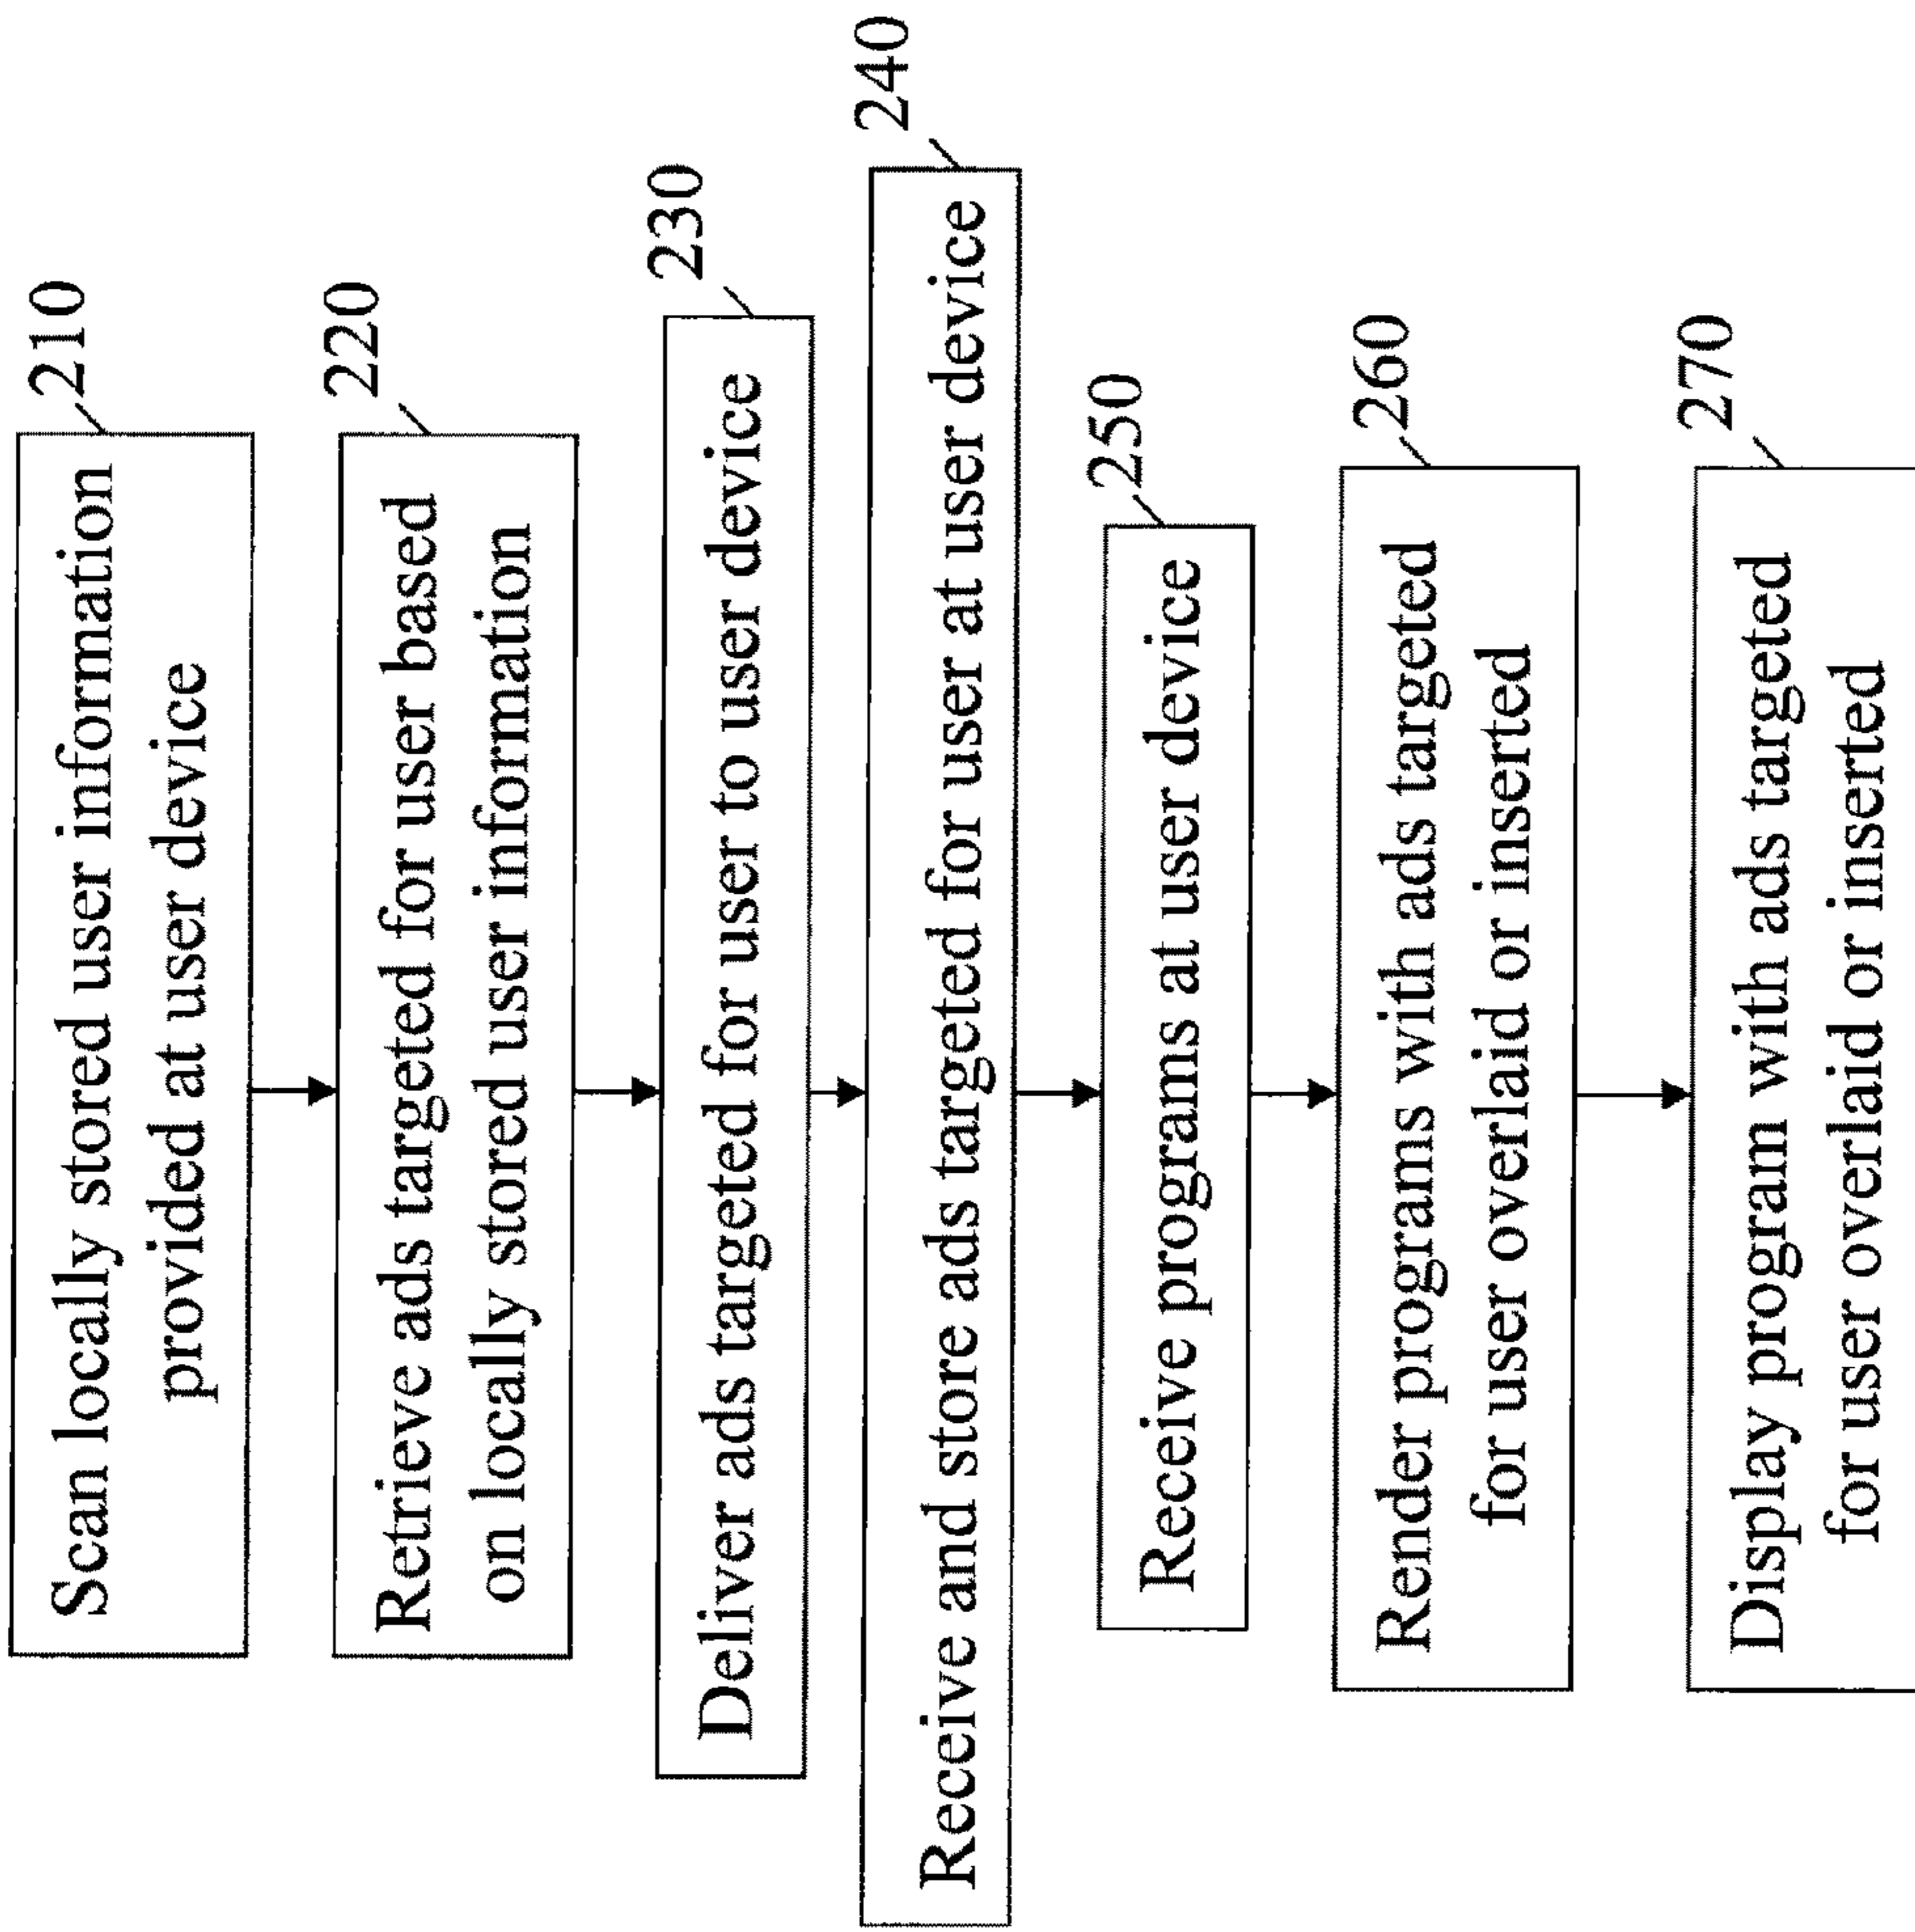 210
Scan locally stored user information
provided at user device
220
Retrieve ads targeted for user based
on locally stored user information
230
Deliver ads targeted for user to user device
240
Receive and store ads targeted for user at user device
250
Receive programs at user device
260
Render programs with ads targeted
for user overlaid or inserted
270
Display program with ads targeted
for user overlaid or inserted